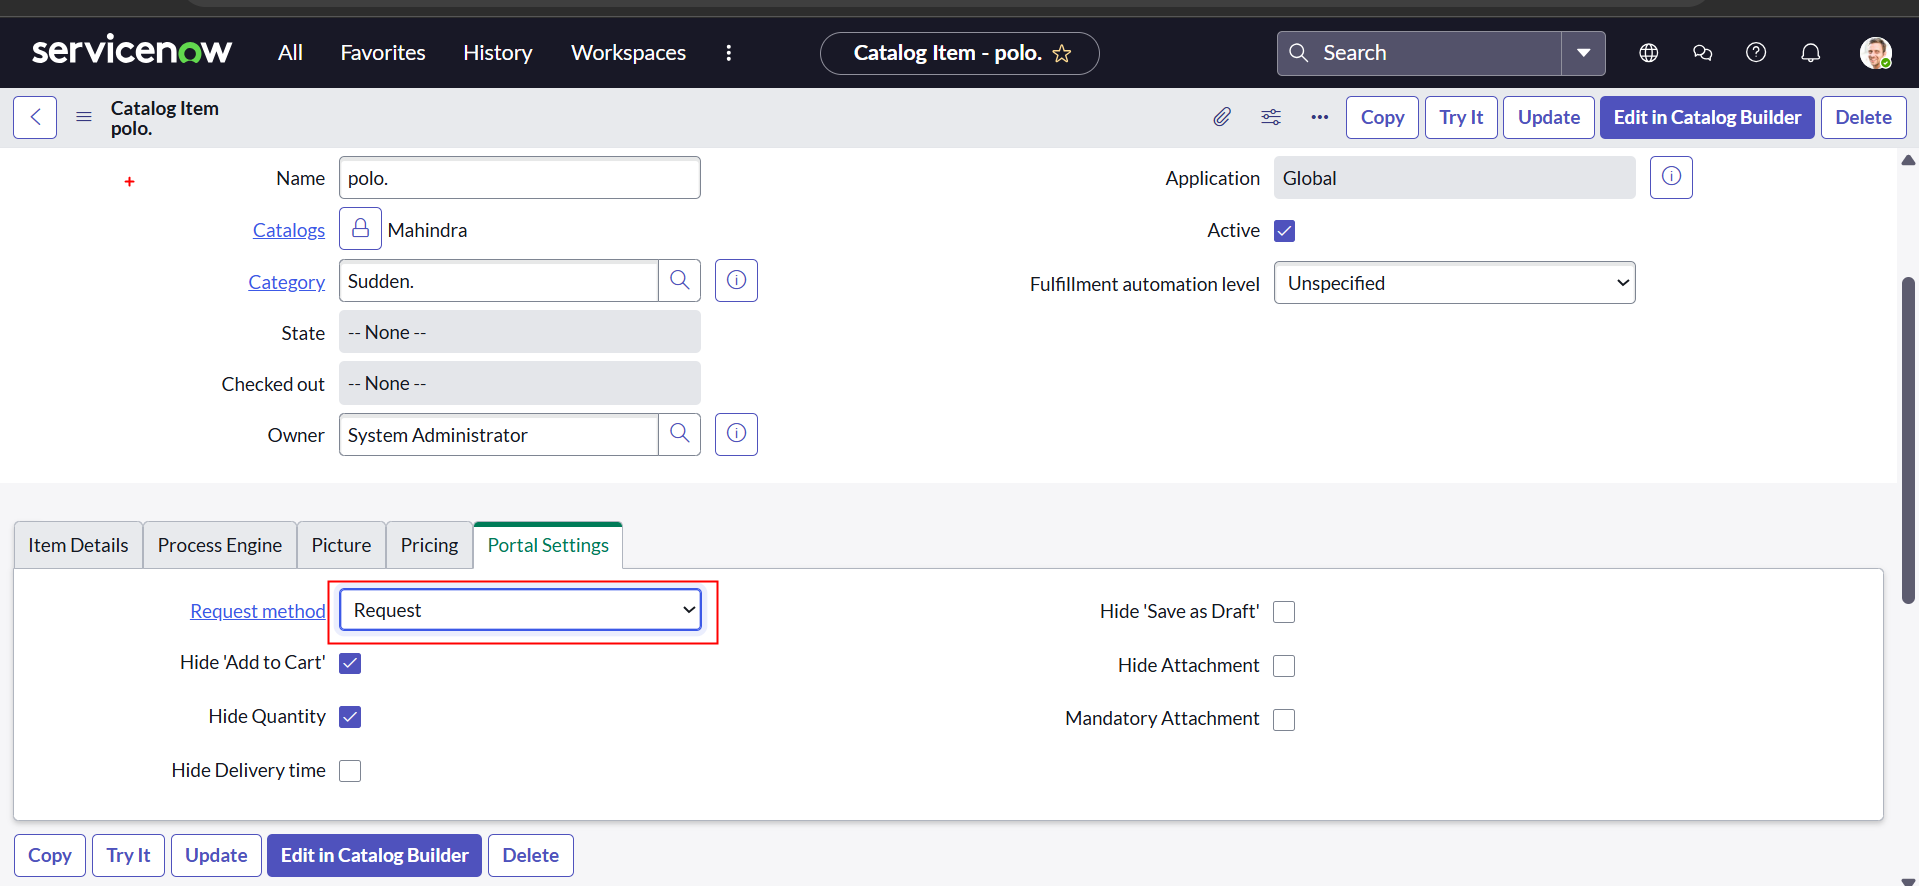 servicenow All Favorites History Workspaces Catalog Item - polo. Search
Catalog Item
polo.
Copy Try It Update Edit in Catalog Builder Delete
Name polo. Application Global
Catalogs Mahindra Active
Category Sudden. Fulfillment automation level Unspecified
State -- None --
Checked out -- None --
Owner System Administrator
Item Details Process Engine Picture Pricing Portal Settings
Request method Request Hide 'Save as Draft'
Hide 'Add to Cart' Hide Attachment
Hide Quantity Mandatory Attachment
Hide Delivery time
Copy Try It Update Edit in Catalog Builder Delete